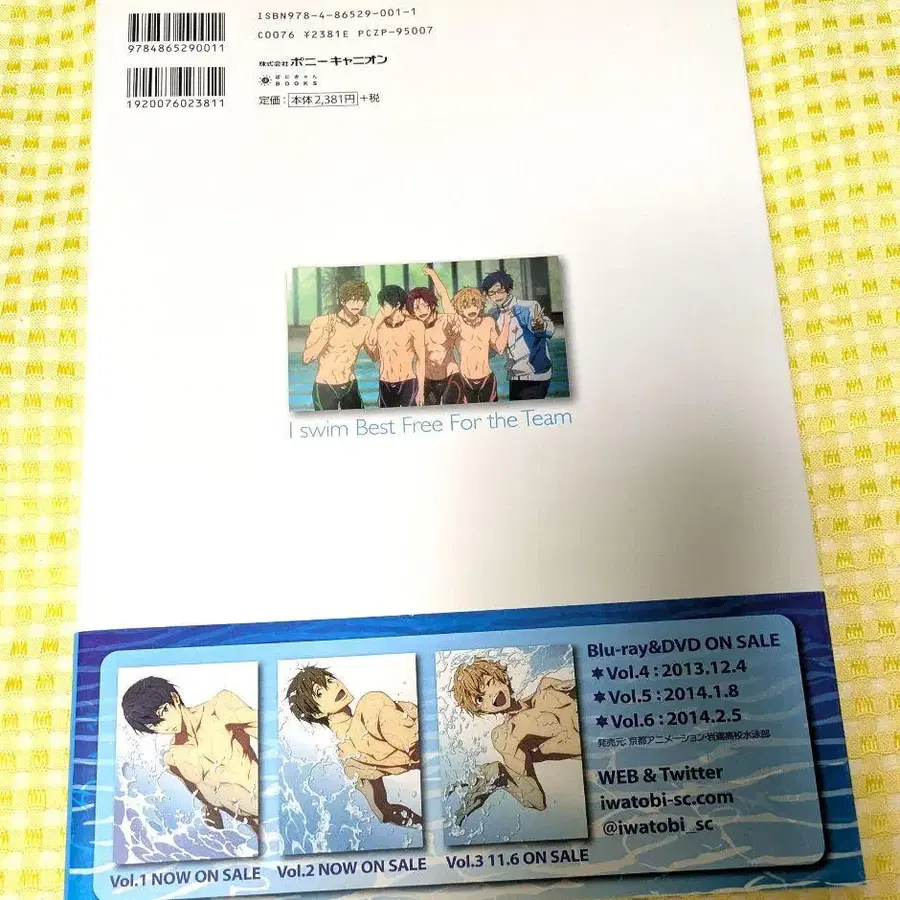 ISBN978-4-86529-001-1
C0076 ¥2381E PCZP-95007
9784865290011
株式会社 ポニーキャニオン
ぽにきゃん
BOOKS
1920076023811
定価：本体2,381円+税
I swim Best Free For the Team
Blu-ray&DVD ON SALE
Vol.4 : 2013.12.4
Vol.5 : 2014.1.8
Vol.6 : 2014.2.5
発売元: 京都アニメーション・岩鳶高校水泳部
WEB & Twitter
iwatobi-sc.com
@iwatobi_sc
Vol.1 NOW ON SALE
Vol.2 NOW ON SALE
Vol.3 11.6 ON SALE